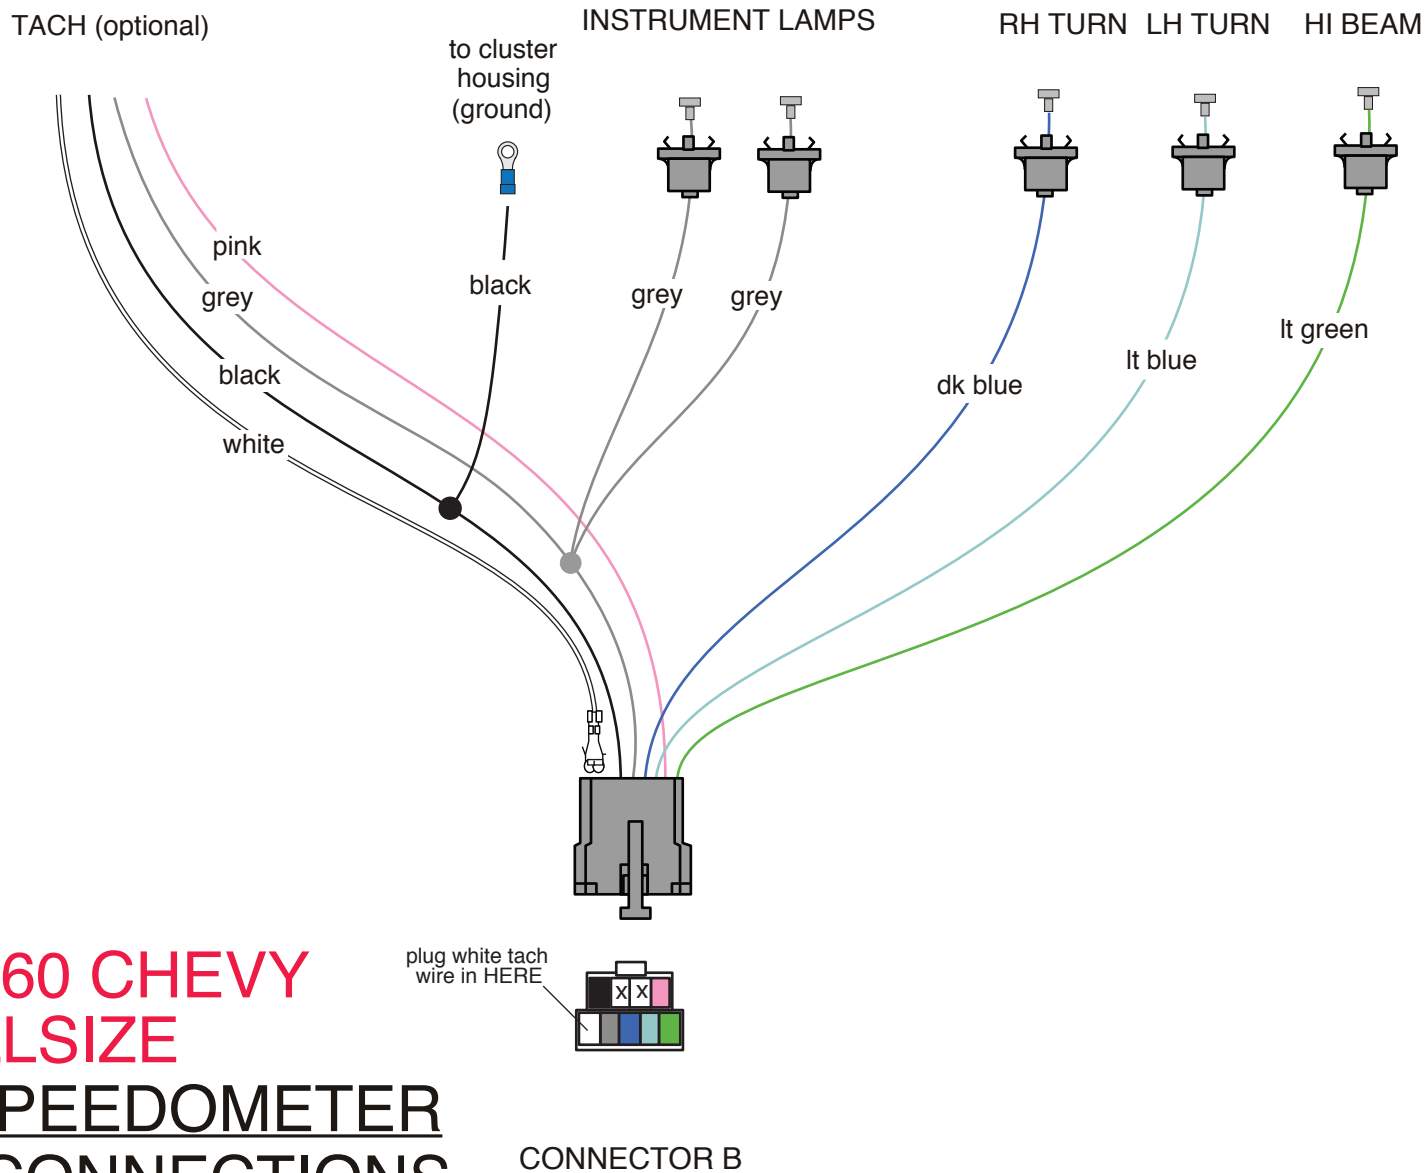 TACH (optional)
INSTRUMENT LAMPS
RH TURN
LH TURN
HI BEAM
to cluster
housing
(ground)
pink
grey
black
white
black
grey
grey
dk blue
lt blue
lt green
plug white tach
wire in HERE
x x
60 CHEVY
LSIZE
PEEDOMETER
CONNECTIONS
CONNECTOR B